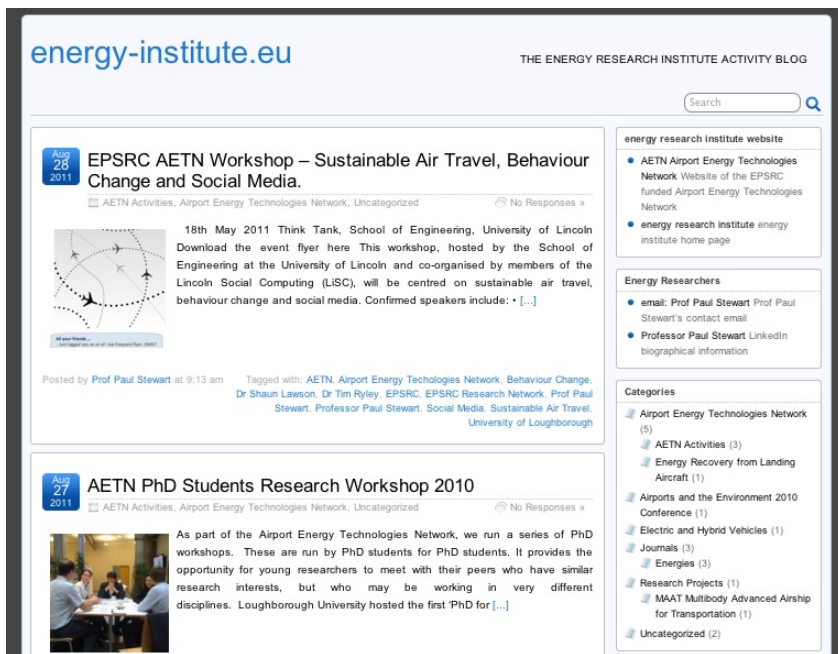 energy-institute.eu
THE ENERGY RESEARCH INSTITUTE ACTIVITY BLOG
Search
Aug
28
2011
EPSRC AETN Workshop – Sustainable Air Travel, Behaviour
Change and Social Media.
AETN Activities, Airport Energy Technologies Network, Uncategorized
No Responses »
18th May 2011 Think Tank, School of Engineering, University of Lincoln
Download the event flyer here This workshop, hosted by the School of
Engineering at the University of Lincoln and co-organised by members of the
Lincoln Social Computing (LiSC), will be centred on sustainable air travel,
behaviour change and social media. Confirmed speakers include: • [...]
All your friends...
Posted by Prof Paul Stewart at 9:13 am
Tagged with: AETN, Airport Energy Techologies Network, Behaviour Change,
Dr Shaun Lawson, Dr Tim Ryley, EPSRC, EPSRC Research Network, Prof Paul
Stewart, Professor Paul Stewart, Social Media, Sustainable Air Travel,
University of Loughborough
Aug
27
2011
AETN PhD Students Research Workshop 2010
AETN Activities, Airport Energy Technologies Network, Uncategorized
No Responses »
As part of the Airport Energy Technologies Network, we run a series of PhD
workshops. These are run by PhD students for PhD students. It provides the
opportunity for young researchers to meet with their peers who have similar
research interests, but who may be working in very different
disciplines. Loughborough University hosted the first 'PhD for [...]
energy research institute website
AETN Airport Energy Technologies
Network Website of the EPSRC
funded Airport Energy Technologies
Network
energy research institute energy
institute home page
Energy Researchers
email: Prof Paul Stewart Prof Paul
Stewart's contact email
Professor Paul Stewart LinkedIn
biographical information
Categories
Airport Energy Technologies Network
(5)
AETN Activities (3)
Energy Recovery from Landing
Aircraft (1)
Airports and the Environment 2010
Conference (1)
Electric and Hybrid Vehicles (1)
Journals (3)
Energies (3)
Research Projects (1)
MAAT Multibody Advanced Airship
for Transportation (1)
Uncategorized (2)